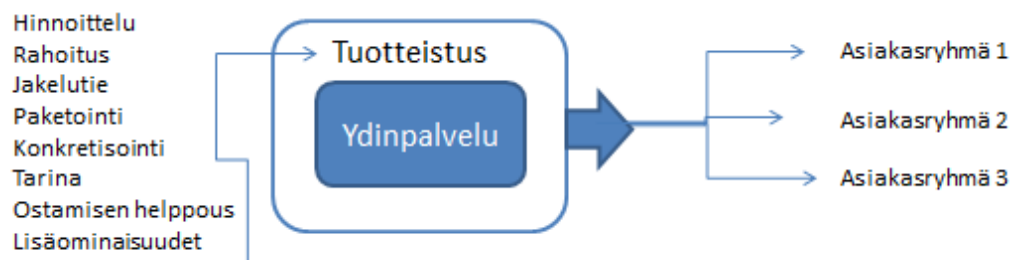 Hinnoittelu
Rahoitus
Jakelutie
Paketointi
Konkretisointi
Tarina
Ostamisen helppous
Lisäominaisuudet
Tuotteistus
Ydinpalvelu
Asiakasryhmä 1
Asiakasryhmä 2
Asiakasryhmä 3